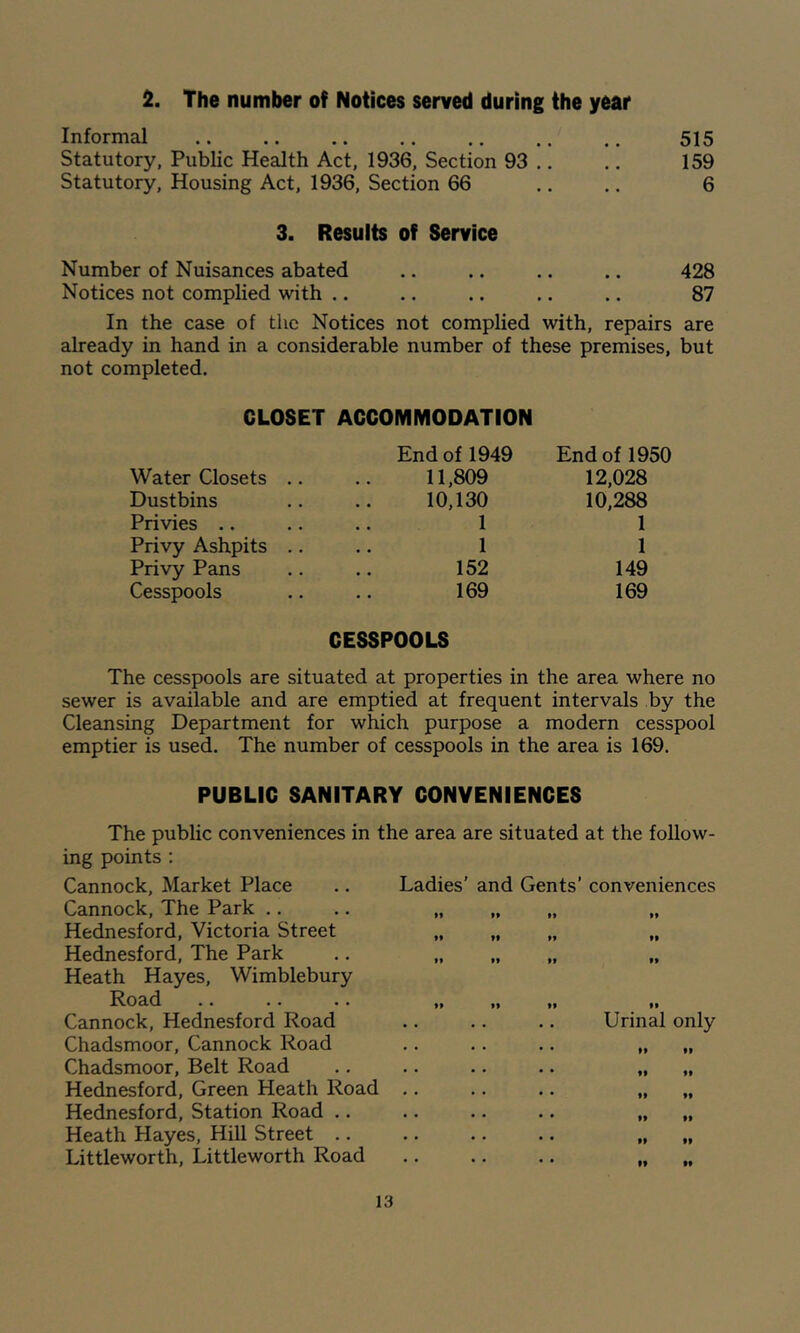 2. The number of Notices served during the year
Informal .. .. .. .. .. .. .. 515
Statutory, Public Health Act, 1936, Section 93 .. .. 159
Statutory, Housing Act, 1936, Section 66 .. .. 6
3. Results of Service
Number of Nuisances abated .. .. .. .. 428
Notices not complied with .. .. .. .. .. 87
In the case of the Notices not complied with, repairs are
already in hand in a considerable number of these premises, but
not completed.
CLOSET ACCOMMODATION
End of 1949 End of 1950
Water Closets .. .. 11,809 12,028
Dustbins .. .. 10,130 10,288
Privies .. .. .. 1 1
Privy Ashpits .. .. 1 1
Privy Pans .. .. 152 149
Cesspools .. .. 169 169
CESSPOOLS
The cesspools are situated at properties in the area where no
sewer is available and are emptied at frequent intervals by the
Cleansing Department for which purpose a modern cesspool
emptier is used. The number of cesspools in the area is 169.
PUBLIC SANITARY CONVENIENCES
The public conveniences in the area are situated at the follow-
ing points :
Cannock, Market Place .. Ladies' and Gents' conveniences
Cannock, The Park .. .. „ „ „ „
Hednesford, Victoria Street „ „ „ „
Hednesford, The Park .. „ „ „ „
Heath Hayes, Wimblebury
Road .. .. .. „ „ „ „
Cannock, Hednesford Road .. .. .. Urinal only
Chadsmoor, Cannock Road .. .. .. „ „
Chadsmoor, Belt Road .. .. .. .. „ „
Hednesford, Green Heath Road .. .. .. „ „
Hednesford, Station Road .. .. .. .. „ „
Heath Hayes, Hill Street .. .. .. .. „ „
Littleworth, Littleworth Road .. .. .. „ „
13